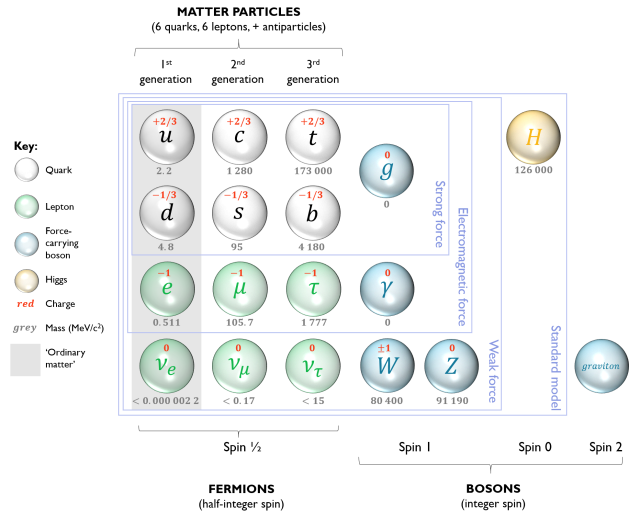 MATTER PARTICLES
(6 quarks, 6 leptons, + antiparticles)
1st generation
2nd generation
3rd generation
Key:
Quark
Lepton
Force-
carrying
boson
Higgs
red Charge
grey Mass (MeV/c²)
'Ordinary
matter'
+2/3 +2/3 +2/3
u c t
2.2 1 280 173 000
0
g
0
H
126 000
−1/3 −1/3 −1/3
d s b
4.8 95 4 180
Strong force
−1 −1 −1 0
e μ τ γ
0.511 105.7 1 777 0
Electromagnetic force
0 0 0 ±1 0
νe νμ ντ W Z
< 0.000 002 2 < 0.17 < 15 80 400 91 190
Weak force
Standard model
graviton
Spin ½ Spin 1 Spin 0 Spin 2
FERMIONS
(half-integer spin)
BOSONS
(integer spin)